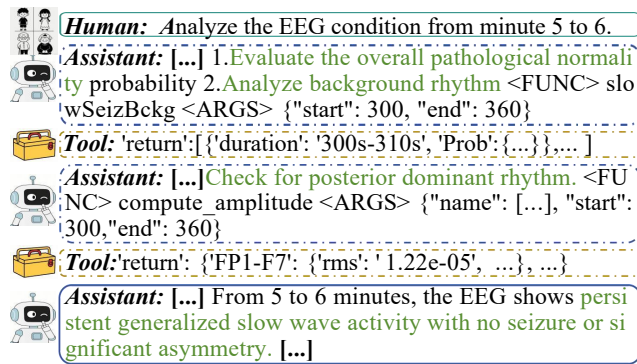 Human: Analyze the EEG condition from minute 5 to 6.
Assistant: [...] 1.Evaluate the overall pathological normali
ty probability 2.Analyze background rhythm <FUNC> slo
wSeizBckg <ARGS> {"start": 300, "end": 360}
Tool: 'return':[{'duration': '300s-310s', 'Prob':{...}},... ]
Assistant: [...]Check for posterior dominant rhythm. <FU
NC> compute_amplitude <ARGS> {"name": [...], "start":
300,"end": 360}
Tool:'return': {'FP1-F7': {'rms': ' 1.22e-05', ...}, ...}
Assistant: [...] From 5 to 6 minutes, the EEG shows persi
stent generalized slow wave activity with no seizure or si
gnificant asymmetry. [...]